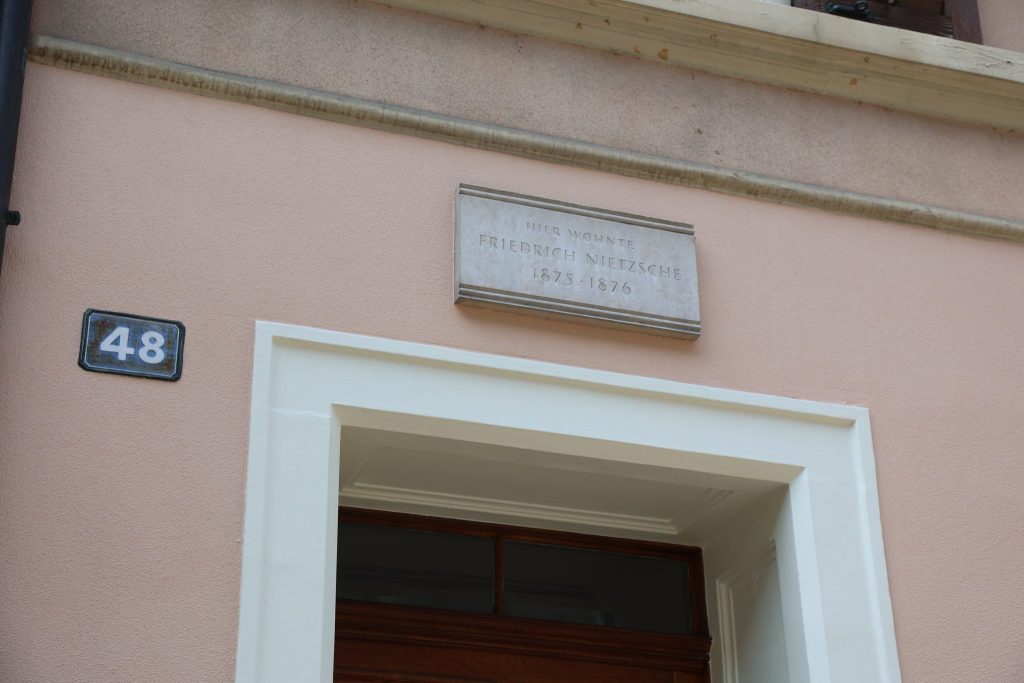 HIER WOHNTE
FRIEDRICH NIETZSCHE
1875 · 1876
48